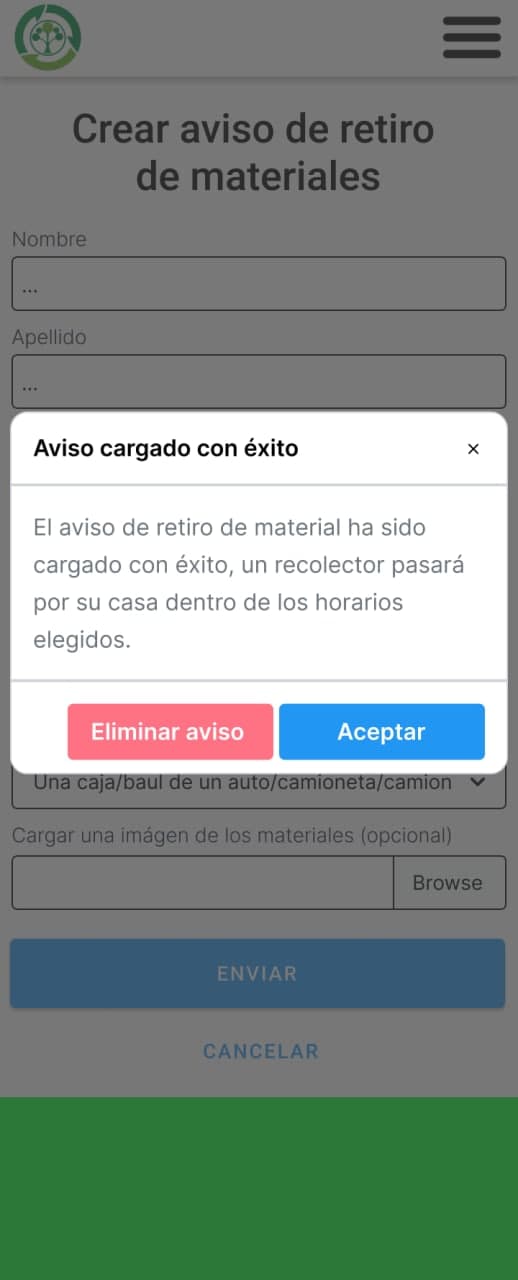 Crear aviso de retiro
de materiales
Nombre
...
Apellido
...
Aviso cargado con éxito
×
El aviso de retiro de material ha sido
cargado con éxito, un recolector pasará
por su casa dentro de los horarios
elegidos.
Eliminar aviso
Aceptar
Una caja/baul de un auto/camioneta/camion
Cargar una imágen de los materiales (opcional)
Browse
ENVIAR
CANCELAR